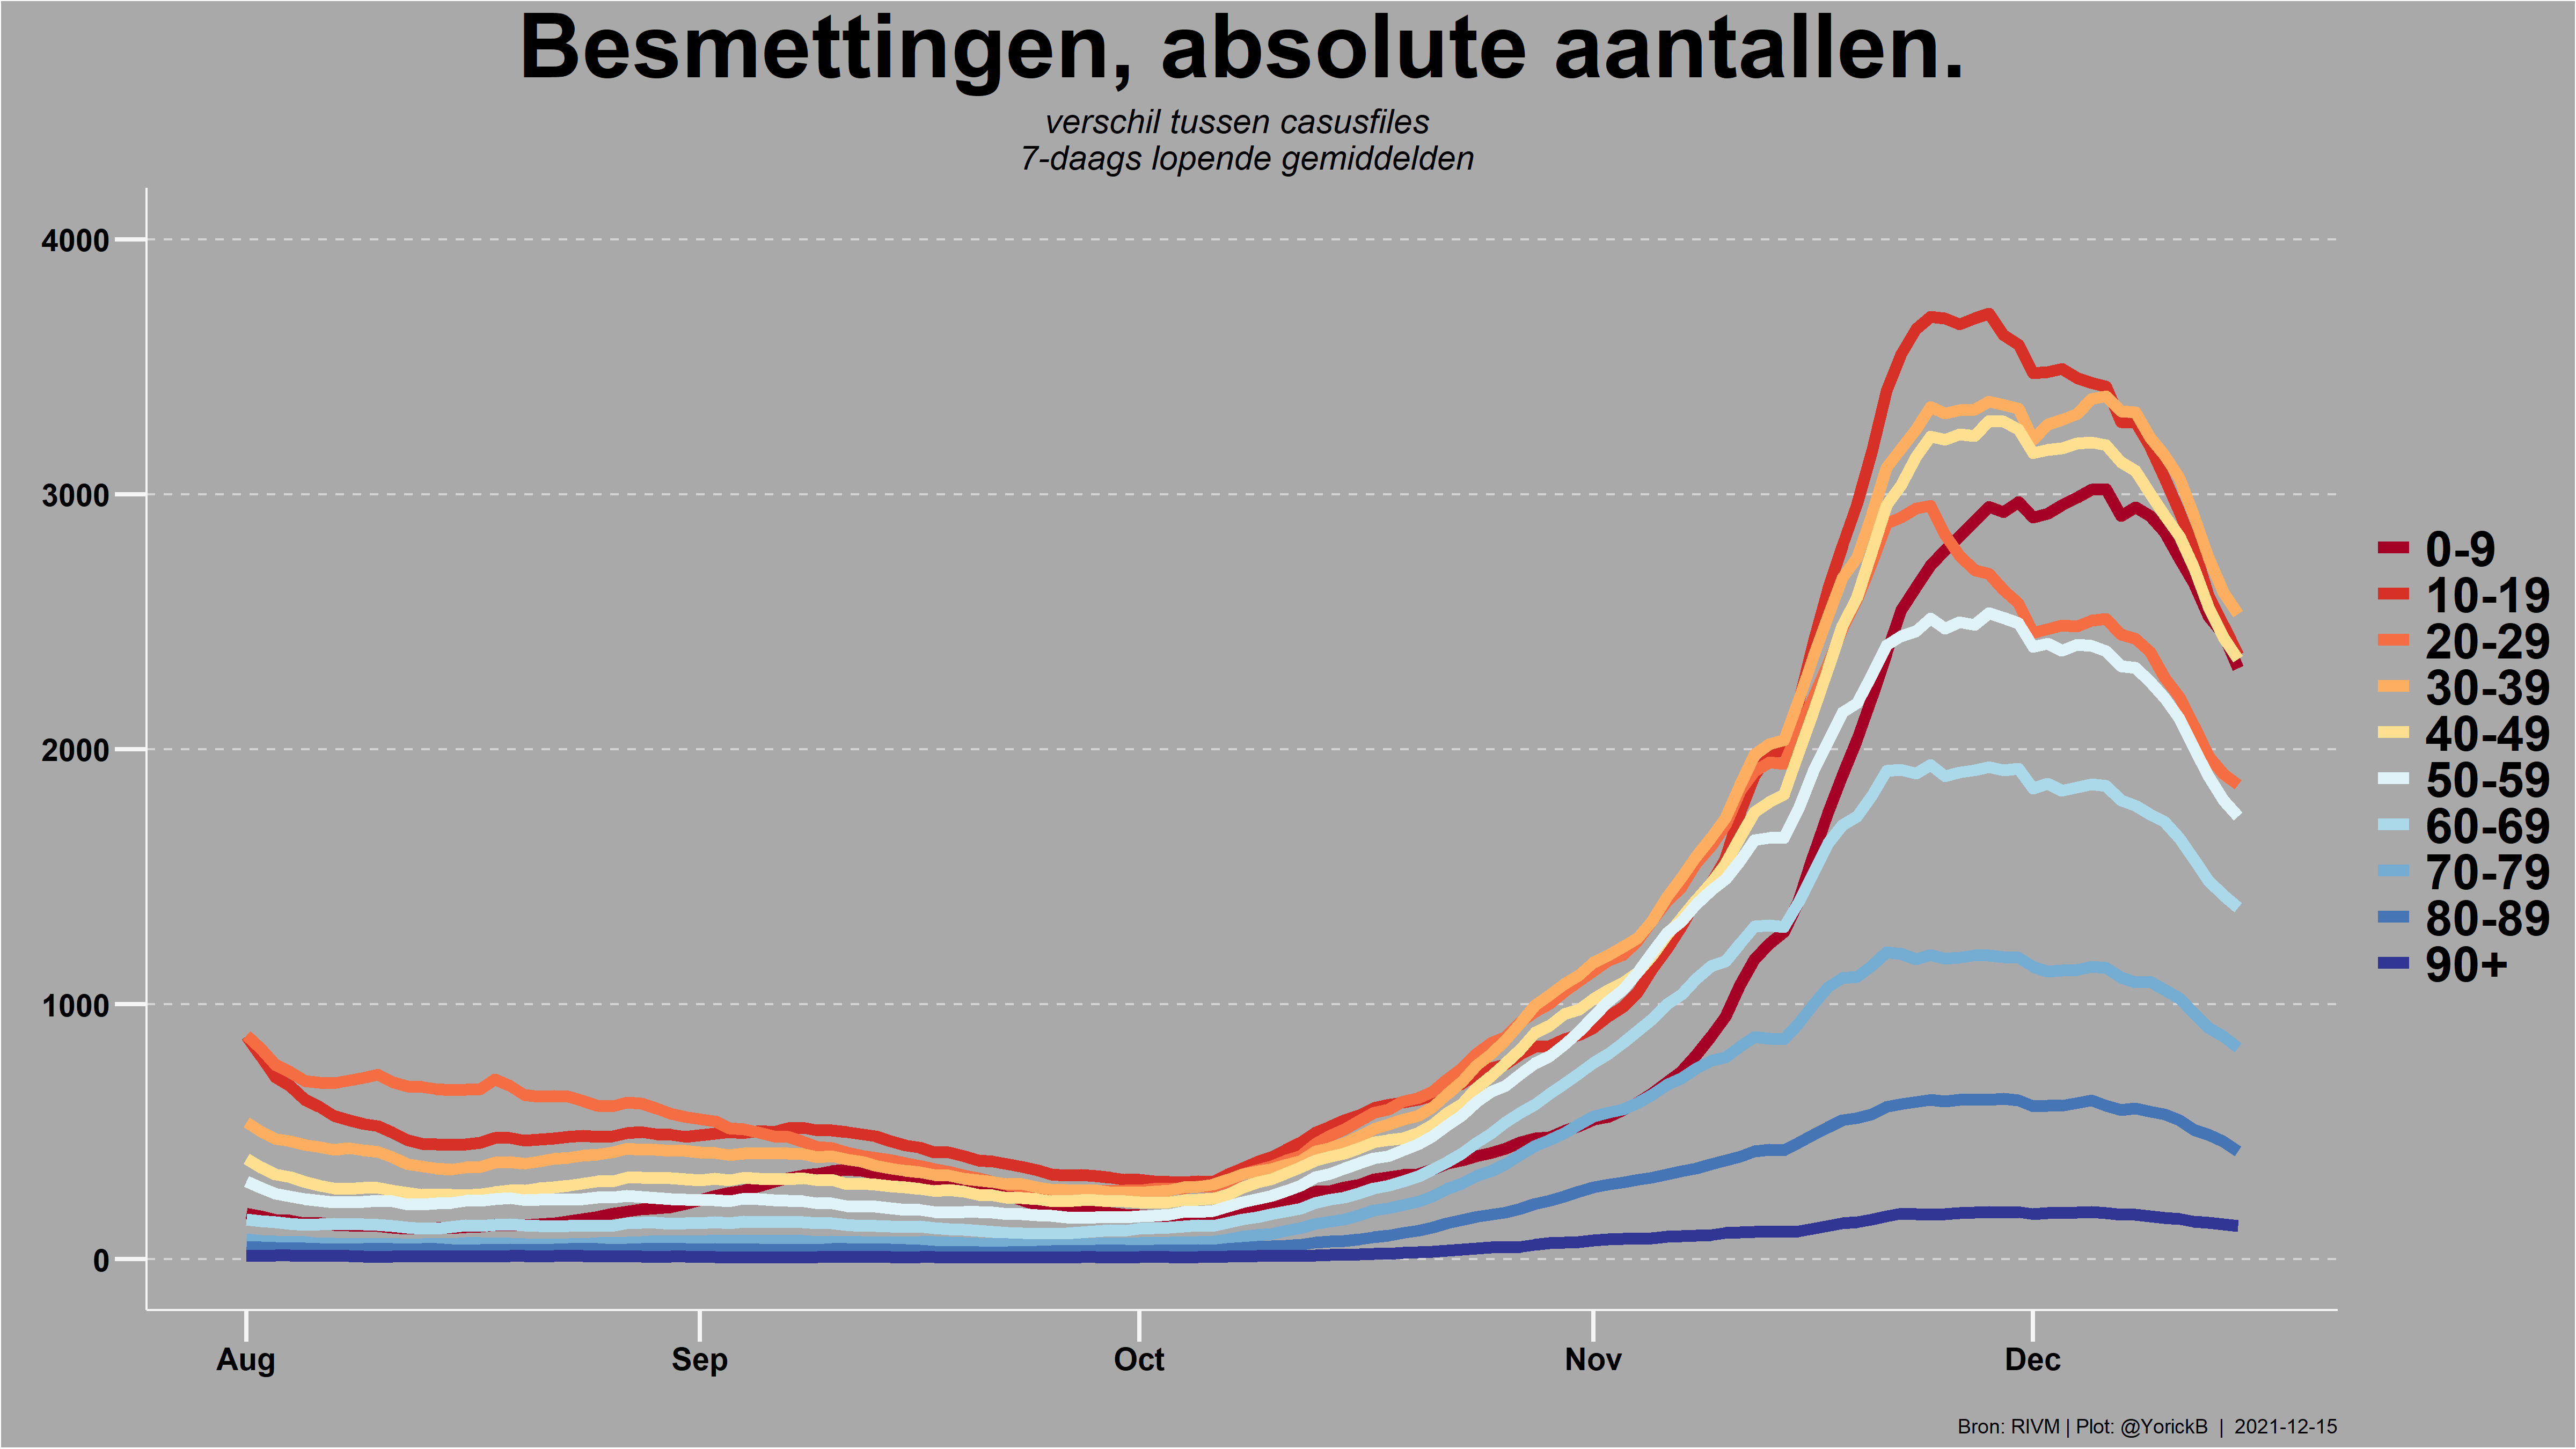 Besmettingen, absolute aantallen.
verschil tussen casusfiles
7-daags lopende gemiddelden
4000
3000
2000
1000
0
Aug
Sep
Oct
Nov
Dec
0-9
10-19
20-29
30-39
40-49
50-59
60-69
70-79
80-89
90+
Bron: RIVM | Plot: @YorickB | 2021-12-15